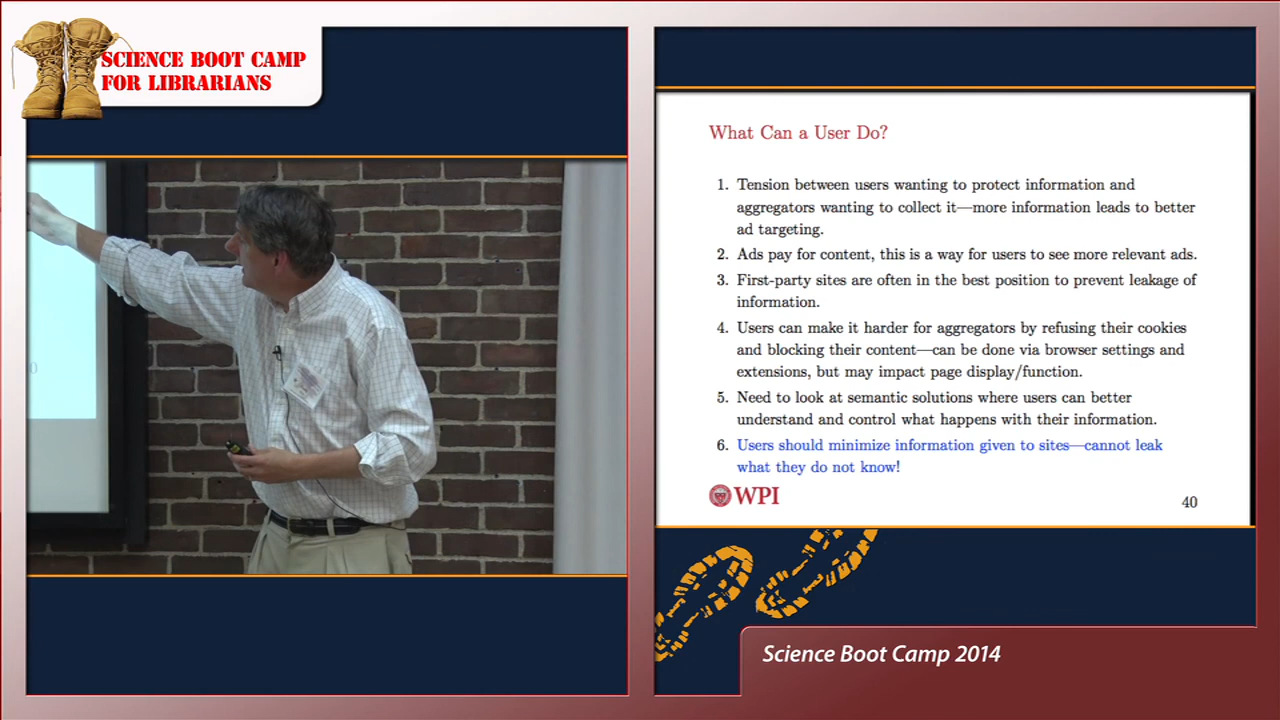 SCIENCE BOOT CAMP
FOR LIBRARIANS
What Can a User Do?
1. Tension between users wanting to protect information and
aggregators wanting to collect it—more information leads to better
ad targeting.
2. Ads pay for content, this is a way for users to see more relevant ads.
3. First-party sites are often in the best position to prevent leakage of
information.
4. Users can make it harder for aggregators by refusing their cookies
and blocking their content—can be done via browser settings and
extensions, but may impact page display/function.
5. Need to look at semantic solutions where users can better
understand and control what happens with their information.
6. Users should minimize information given to sites—cannot leak
what they do not know!
WPI
40
Science Boot Camp 2014